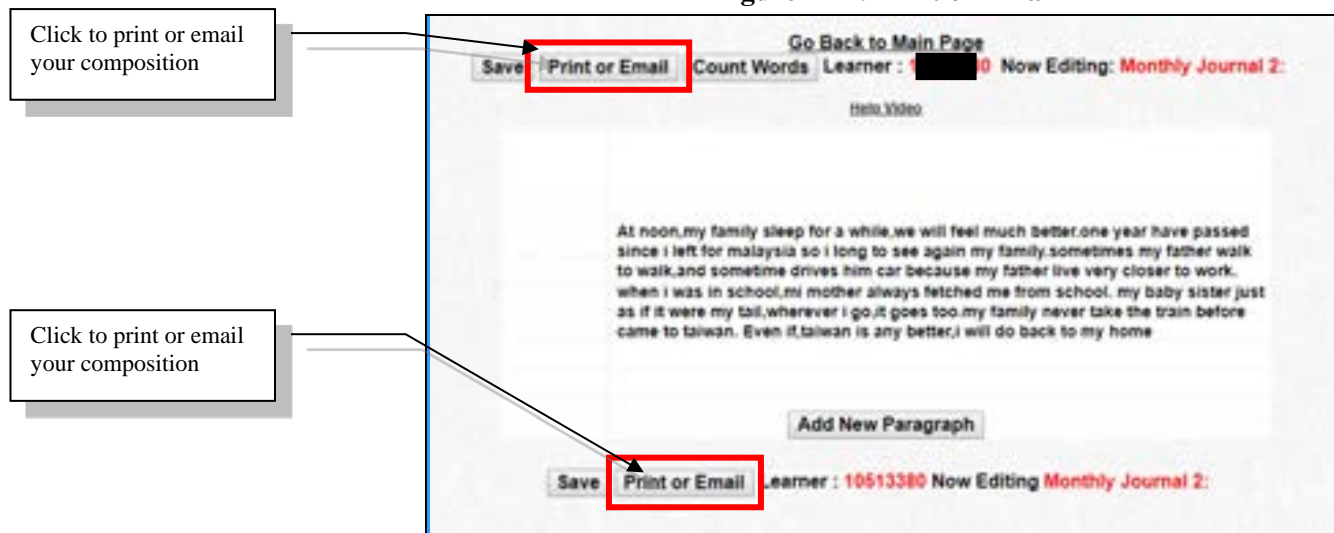 Click to print or email
your composition
Go Back to Main Page
Save Print or Email Count Words Learner : 1 0 Now Editing: Monthly Journal 2:
Help Video
At noon,my family sleep for a while,we will feel much better.one year have passed
since i left for malaysia so i long to see again my family.sometimes my father walk
to walk,and sometime drives him car because my father live very closer to work.
when i was in school,mi mother always fetched me from school. my baby sister just
as if it were my tail,wherever i go,it goes too.my family never take the train before
came to taiwan. Even if,taiwan is any better,i will do back to my home
Click to print or email
your composition
Add New Paragraph
Save Print or Email Learner : 10513380 Now Editing Monthly Journal 2: